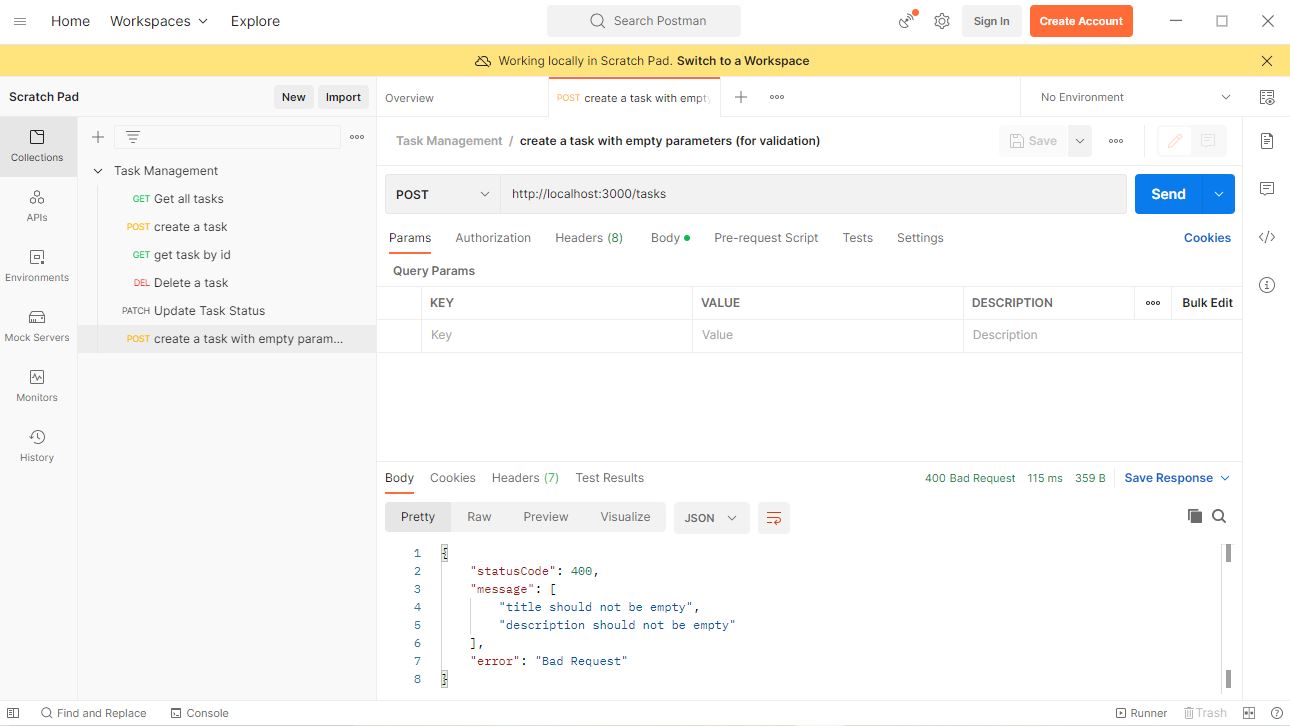 Home Workspaces Explore Search Postman Sign In Create Account
Working locally in Scratch Pad. Switch to a Workspace
Scratch Pad New Import Overview POST create a task with empty No Environment
Collections
APIs
Environments
Mock Servers
Monitors
History
Task Management
GET Get all tasks
POST create a task
GET get task by id
DEL Delete a task
PATCH Update Task Status
POST create a task with empty param...
Task Management / create a task with empty parameters (for validation) Save
POST http://localhost:3000/tasks Send
Params Authorization Headers (8) Body Pre-request Script Tests Settings Cookies
Query Params
KEY VALUE DESCRIPTION Bulk Edit
Key Value Description
Body Cookies Headers (7) Test Results 400 Bad Request 115 ms 359 B Save Response
Pretty Raw Preview Visualize JSON
1 {
2 "statusCode": 400,
3 "message": [
4 "title should not be empty",
5 "description should not be empty"
6 ],
7 "error": "Bad Request"
8 }
Find and Replace Console Runner Trash